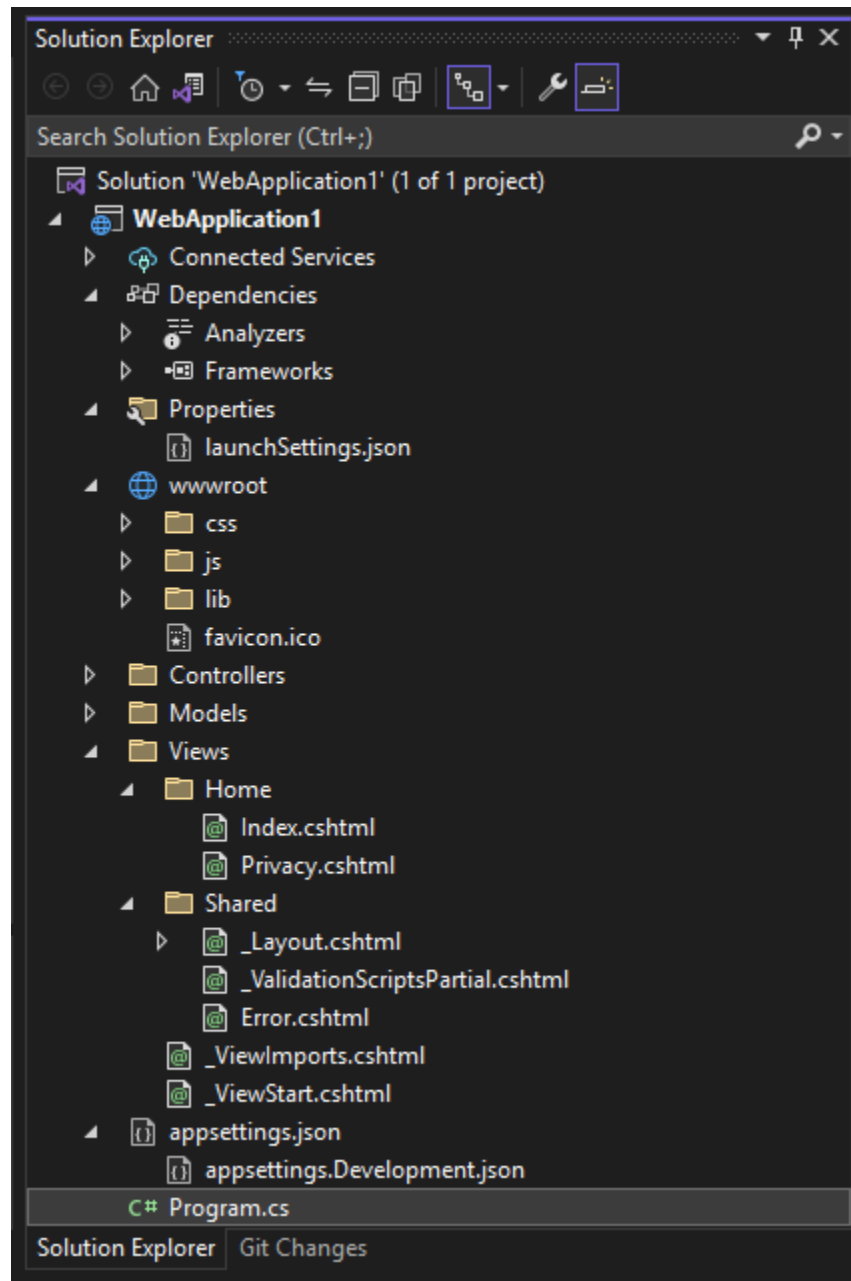 Solution Explorer
Search Solution Explorer (Ctrl+;)
Solution 'WebApplication1' (1 of 1 project)
WebApplication1
Connected Services
Dependencies
Analyzers
Frameworks
Properties
launchSettings.json
wwwroot
css
js
lib
favicon.ico
Controllers
Models
Views
Home
Index.cshtml
Privacy.cshtml
Shared
_Layout.cshtml
_ValidationScriptsPartial.cshtml
Error.cshtml
_ViewImports.cshtml
_ViewStart.cshtml
appsettings.json
appsettings.Development.json
C# Program.cs
Solution Explorer Git Changes